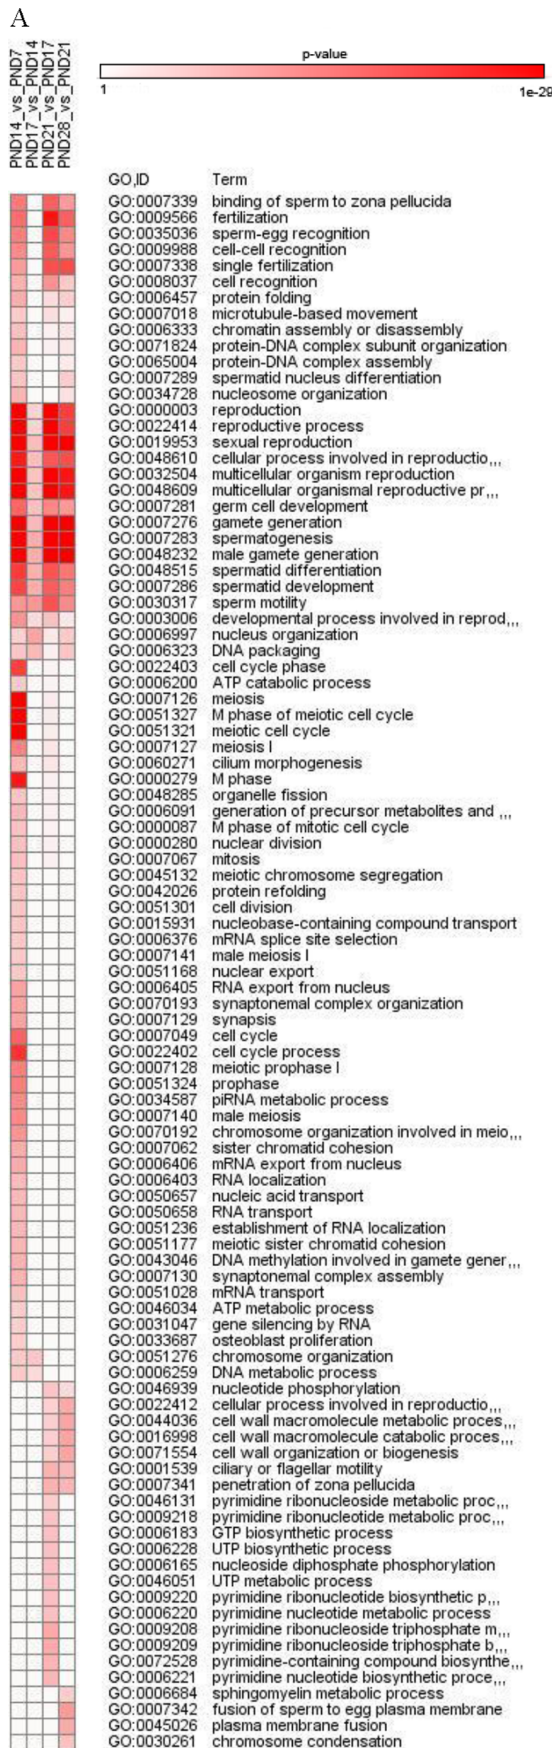 A
PND14_vs_PND7
PND17_vs_PND14
PND21_vs_PND17
PND28_vs_PND21
p-value
1
1e-29
GO,ID Term
GO:0007339 binding of sperm to zona pellucida
GO:0009566 fertilization
GO:0035036 sperm-egg recognition
GO:0009988 cell-cell recognition
GO:0007338 single fertilization
GO:0008037 cell recognition
GO:0006457 protein folding
GO:0007018 microtubule-based movement
GO:0006333 chromatin assembly or disassembly
GO:0071824 protein-DNA complex subunit organization
GO:0065004 protein-DNA complex assembly
GO:0007289 spermatid nucleus differentiation
GO:0034728 nucleosome organization
GO:0000003 reproduction
GO:0022414 reproductive process
GO:0019953 sexual reproduction
GO:0048610 cellular process involved in reproductio,,,
GO:0032504 multicellular organism reproduction
GO:0048609 multicellular organismal reproductive pr,,,
GO:0007281 germ cell development
GO:0007276 gamete generation
GO:0007283 spermatogenesis
GO:0048232 male gamete generation
GO:0048515 spermatid differentiation
GO:0007286 spermatid development
GO:0030317 sperm motility
GO:0003006 developmental process involved in reprod,,,
GO:0006997 nucleus organization
GO:0006323 DNA packaging
GO:0022403 cell cycle phase
GO:0006200 ATP catabolic process
GO:0007126 meiosis
GO:0051327 M phase of meiotic cell cycle
GO:0051321 meiotic cell cycle
GO:0007127 meiosis I
GO:0060271 cilium morphogenesis
GO:0000279 M phase
GO:0048285 organelle fission
GO:0006091 generation of precursor metabolites and ,,,
GO:0000087 M phase of mitotic cell cycle
GO:0000280 nuclear division
GO:0007067 mitosis
GO:0045132 meiotic chromosome segregation
GO:0042026 protein refolding
GO:0051301 cell division
GO:0015931 nucleobase-containing compound transport
GO:0006376 mRNA splice site selection
GO:0007141 male meiosis I
GO:0051168 nuclear export
GO:0006405 RNA export from nucleus
GO:0070193 synaptonemal complex organization
GO:0007129 synapsis
GO:0007049 cell cycle
GO:0022402 cell cycle process
GO:0007128 meiotic prophase I
GO:0051324 prophase
GO:0034587 piRNA metabolic process
GO:0007140 male meiosis
GO:0070192 chromosome organization involved in meio,,,
GO:0007062 sister chromatid cohesion
GO:0006406 mRNA export from nucleus
GO:0006403 RNA localization
GO:0050657 nucleic acid transport
GO:0050658 RNA transport
GO:0051236 establishment of RNA localization
GO:0051177 meiotic sister chromatid cohesion
GO:0043046 DNA methylation involved in gamete gener,,,
GO:0007130 synaptonemal complex assembly
GO:0051028 mRNA transport
GO:0046034 ATP metabolic process
GO:0031047 gene silencing by RNA
GO:0033687 osteoblast proliferation
GO:0051276 chromosome organization
GO:0006259 DNA metabolic process
GO:0046939 nucleotide phosphorylation
GO:0022412 cellular process involved in reproductio,,,
GO:0044036 cell wall macromolecule metabolic proces,,,
GO:0016998 cell wall macromolecule catabolic proces,,,
GO:0071554 cell wall organization or biogenesis
GO:0001539 ciliary or flagellar motility
GO:0007341 penetration of zona pellucida
GO:0046131 pyrimidine ribonucleoside metabolic proc,,,
GO:0009218 pyrimidine ribonucleotide metabolic proc,,,
GO:0006183 GTP biosynthetic process
GO:0006228 UTP biosynthetic process
GO:0006165 nucleoside diphosphate phosphorylation
GO:0046051 UTP metabolic process
GO:0009220 pyrimidine ribonucleotide biosynthetic p,,,
GO:0006220 pyrimidine nucleotide metabolic process
GO:0009208 pyrimidine ribonucleoside triphosphate m,,,
GO:0009209 pyrimidine ribonucleoside triphosphate b,,,
GO:0072528 pyrimidine-containing compound biosynthe,,,
GO:0006221 pyrimidine nucleotide biosynthetic proce,,,
GO:0006684 sphingomyelin metabolic process
GO:0007342 fusion of sperm to egg plasma membrane
GO:0045026 plasma membrane fusion
GO:0030261 chromosome condensation